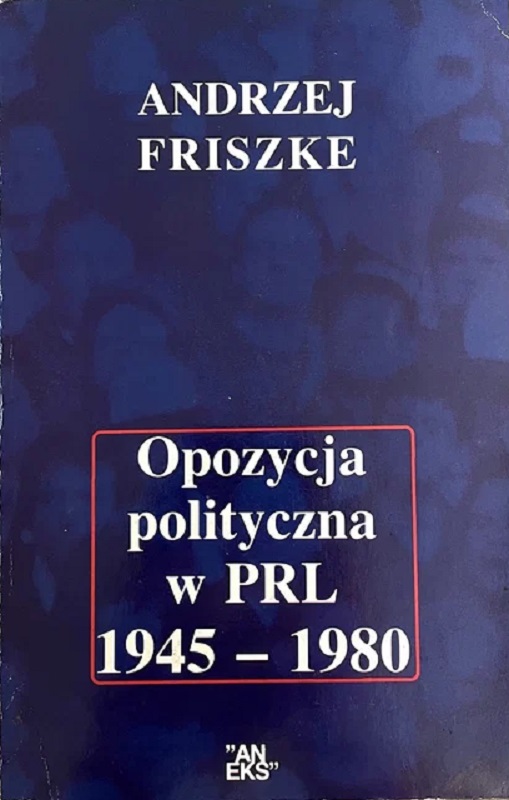 ANDRZEJ
FRISZKE
Opozycja
polityczna
w PRL
1945 – 1980
"AN
EKS"